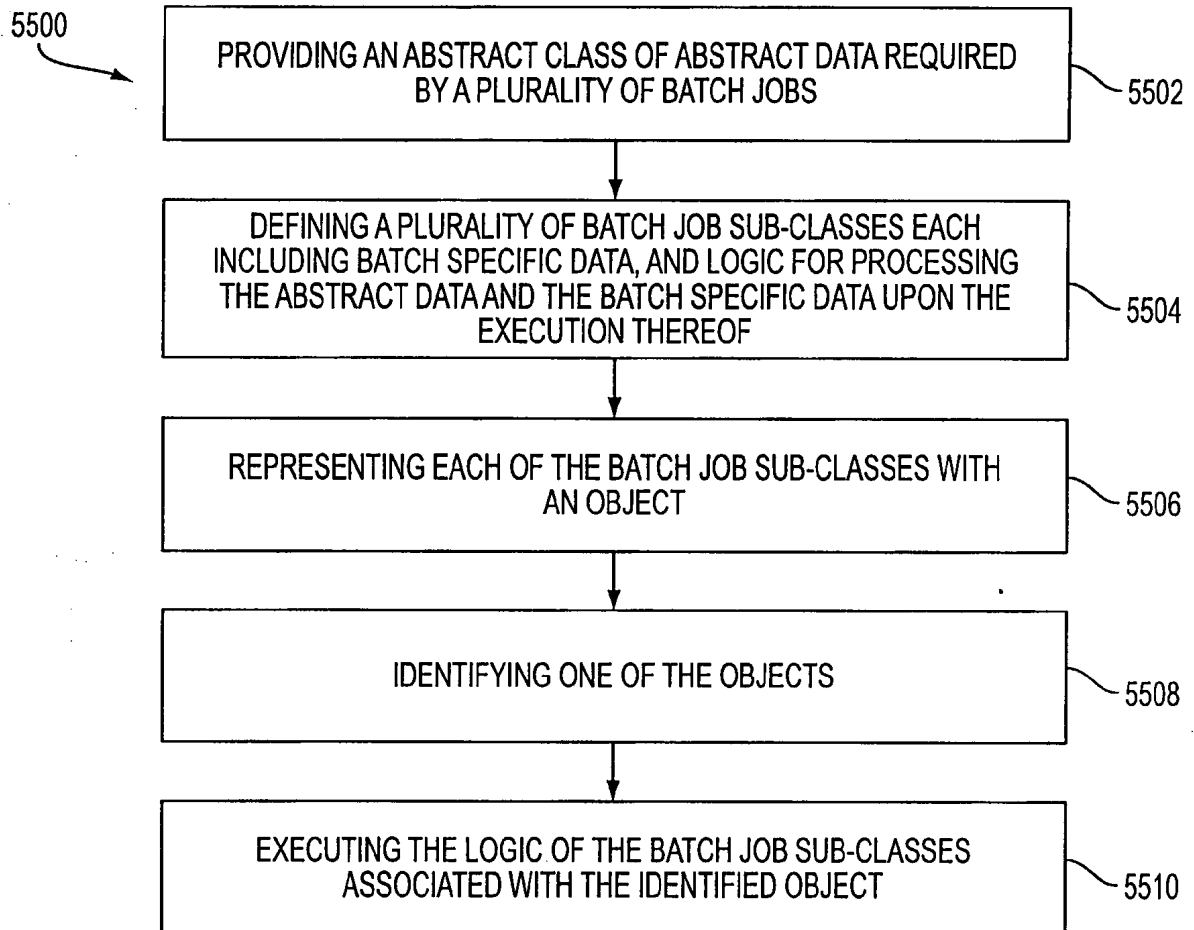 5500
PROVIDING AN ABSTRACT CLASS OF ABSTRACT DATA REQUIRED
BY A PLURALITY OF BATCH JOBS
5502
DEFINING A PLURALITY OF BATCH JOB SUB-CLASSES EACH
INCLUDING BATCH SPECIFIC DATA, AND LOGIC FOR PROCESSING
THE ABSTRACT DATA AND THE BATCH SPECIFIC DATA UPON THE
EXECUTION THEREOF
5504
REPRESENTING EACH OF THE BATCH JOB SUB-CLASSES WITH
AN OBJECT
5506
IDENTIFYING ONE OF THE OBJECTS
5508
EXECUTING THE LOGIC OF THE BATCH JOB SUB-CLASSES
ASSOCIATED WITH THE IDENTIFIED OBJECT
5510